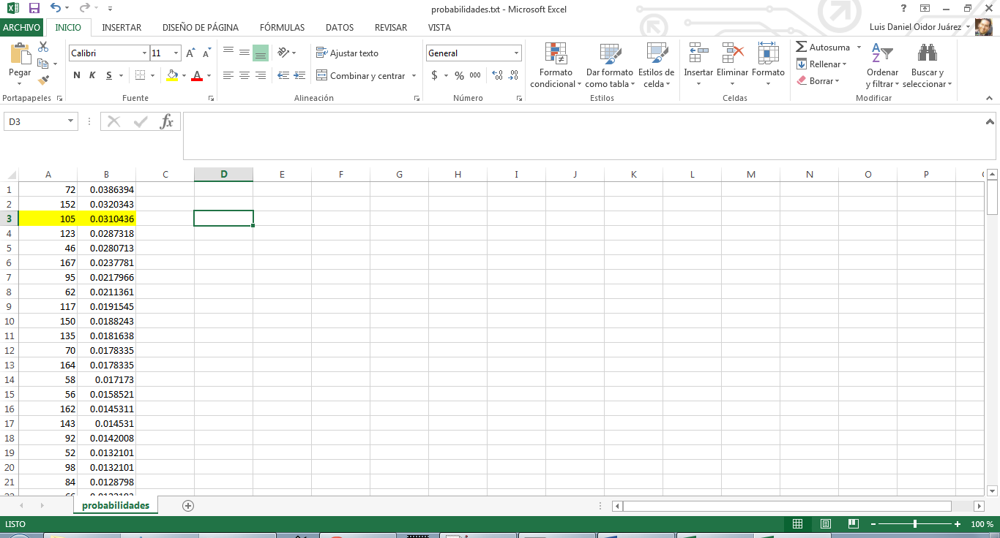 probabilidades.txt - Microsoft Excel
ARCHIVO INICIO INSERTAR DISEÑO DE PÁGINA FÓRMULAS DATOS REVISAR VISTA Luis Daniel Oidor Juárez
Pegar
Calibri 11
N K S
Ajustar texto
Combinar y centrar
General
$ % 000
Formato condicional
Dar formato como tabla
Estilos de celda
Insertar Eliminar Formato
Autosuma
Rellenar
Borrar
Ordenar y filtrar
Buscar y seleccionar
Portapapeles Fuente Alineación Número Estilos Celdas Modificar
D3 fx
A B C D E F G H I J K L M N O P
1 72 0.0386394
2 152 0.0320343
3 105 0.0310436
4 123 0.0287318
5 46 0.0280713
6 167 0.0237781
7 95 0.0217966
8 62 0.0211361
9 117 0.0191545
10 150 0.0188243
11 135 0.0181638
12 70 0.0178335
13 164 0.0178335
14 58 0.017173
15 56 0.0158521
16 162 0.0145311
17 143 0.014531
18 92 0.0142008
19 52 0.0132101
20 98 0.0132101
21 84 0.0128798
probabilidades
LISTO 100 %